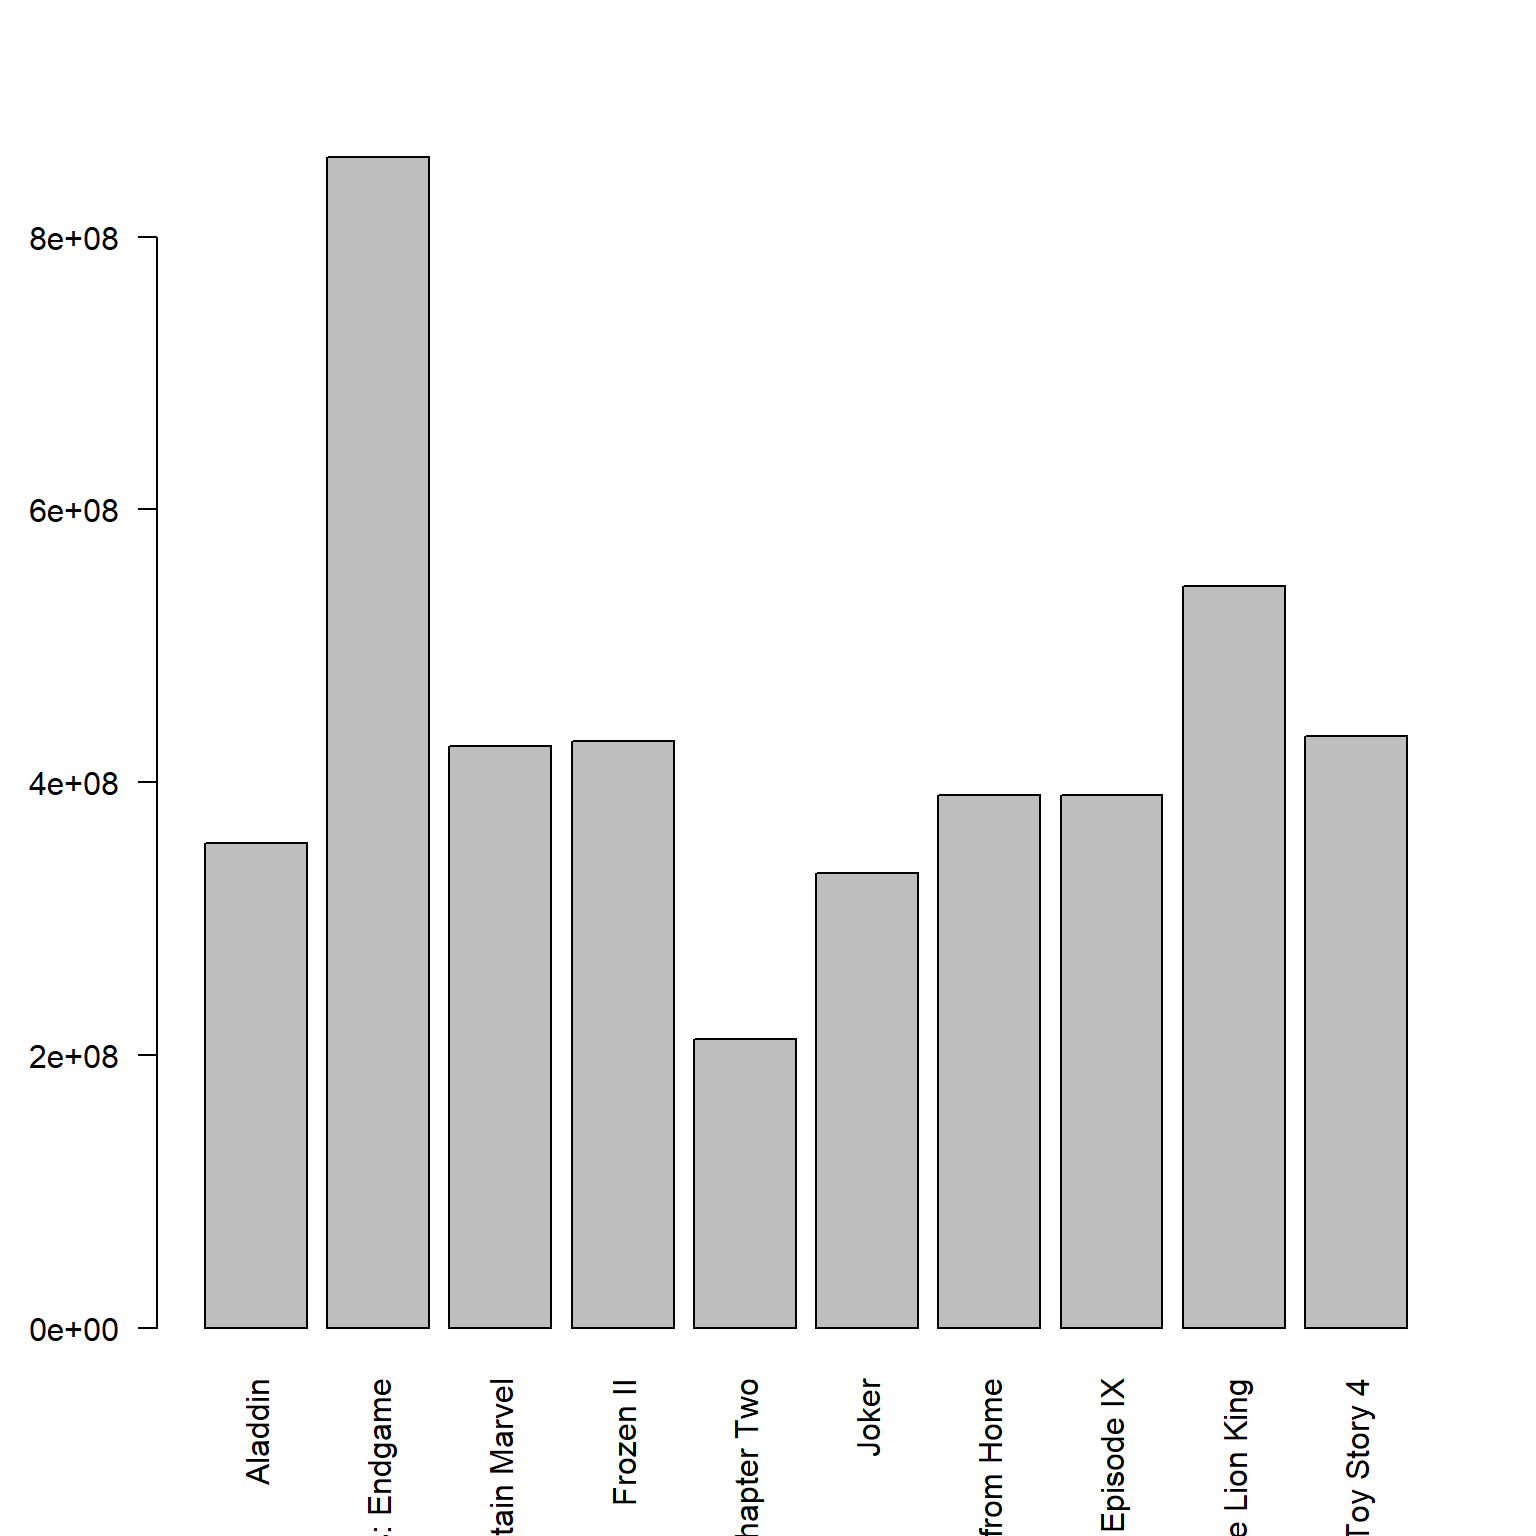 8e+08
6e+08
4e+08
2e+08
0e+00
Aladdin
: Endgame
tain Marvel
Frozen II
hapter Two
Joker
from Home
Episode IX
e Lion King
Toy Story 4